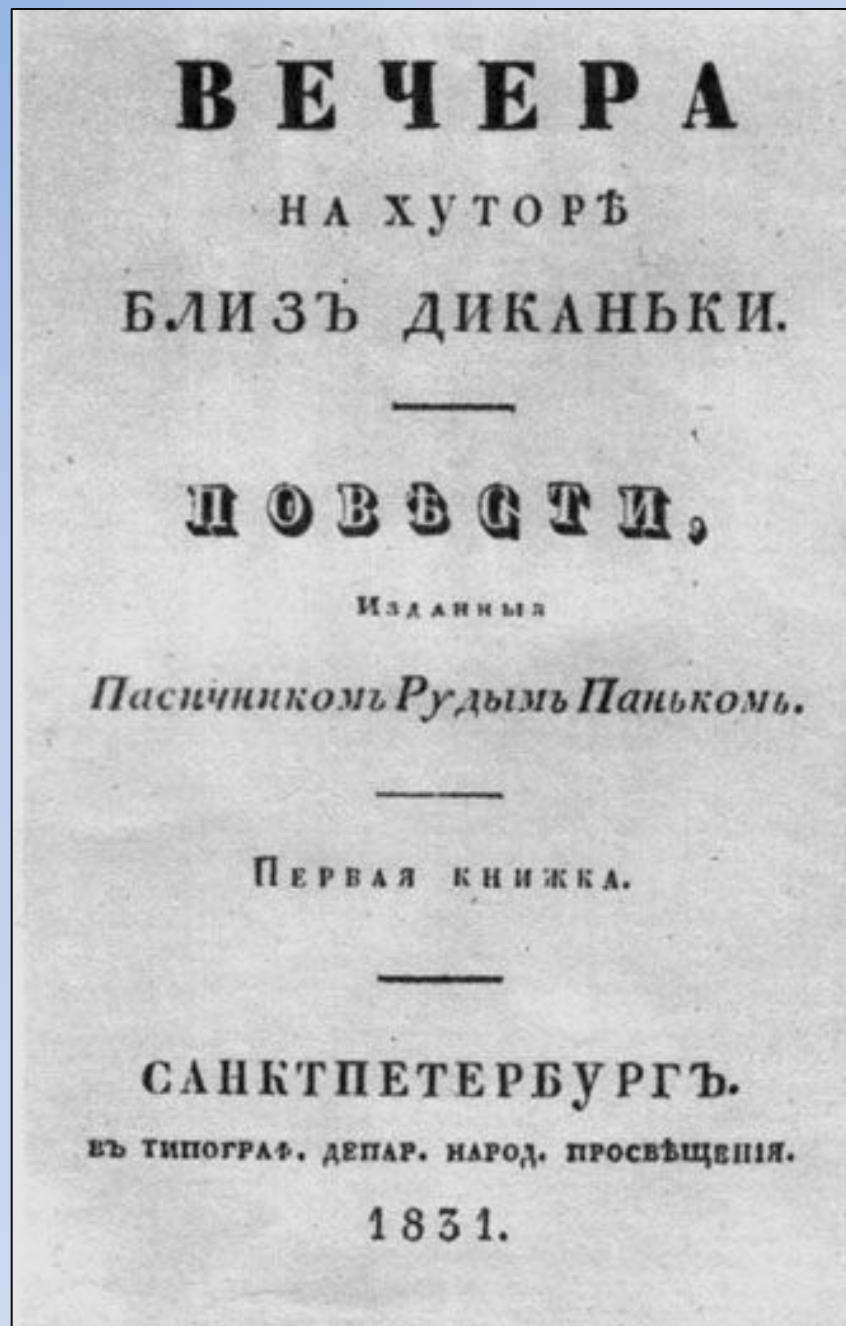 ВЕЧЕРА
НА ХУТОРѢ
БЛИЗЪ ДИКАНЬКИ.
ПОВѢСТИ,
Изданныя
Пасичникомъ Рудымъ Панькомъ.
Первая книжка.
САНКТПЕТЕРБУРГЪ.
ВЪ ТИПОГРАФ. ДЕПАР. НАРОД. ПРОСВѢЩЕНІЯ.
1831.